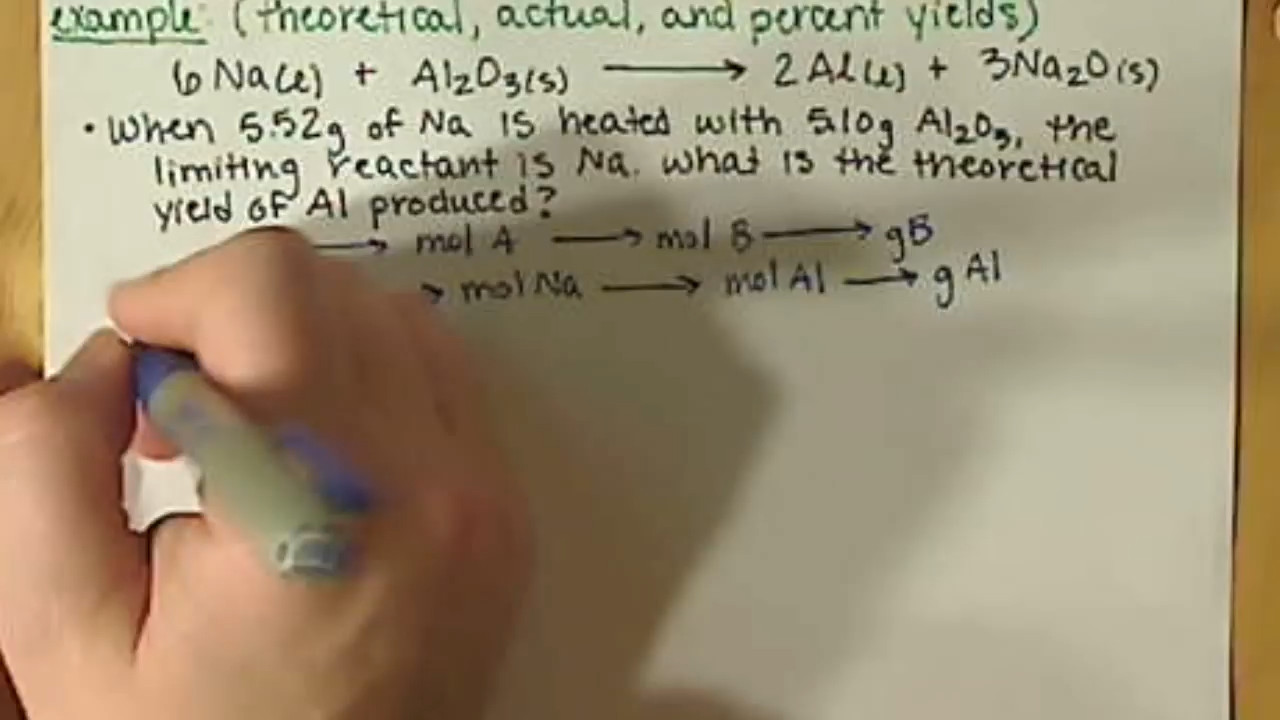 example: (theoretical, actual, and percent yields)
6 Na(l) + Al₂O₃(s) ⟶ 2 Al(l) + 3Na₂O(s)
• When 5.52g of Na is heated with 5.10g Al₂O₃, the
limiting reactant is Na. what is the theoretical
yield of Al produced?
⟶ mol A ⟶ mol B ⟶ gB
→ mol Na ⟶ mol Al ⟶ g Al